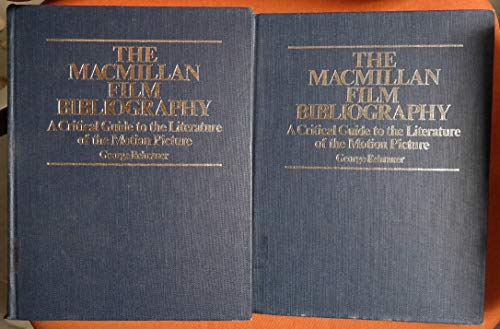 THE
MACMILLAN
FILM
BIBLIOGRAPHY
A Critical Guide to the Literature
of the Motion Picture
George Rehrauer
THE
MACMILLAN
FILM
BIBLIOGRAPHY
A Critical Guide to the Literature
of the Motion Picture
George Rehrauer